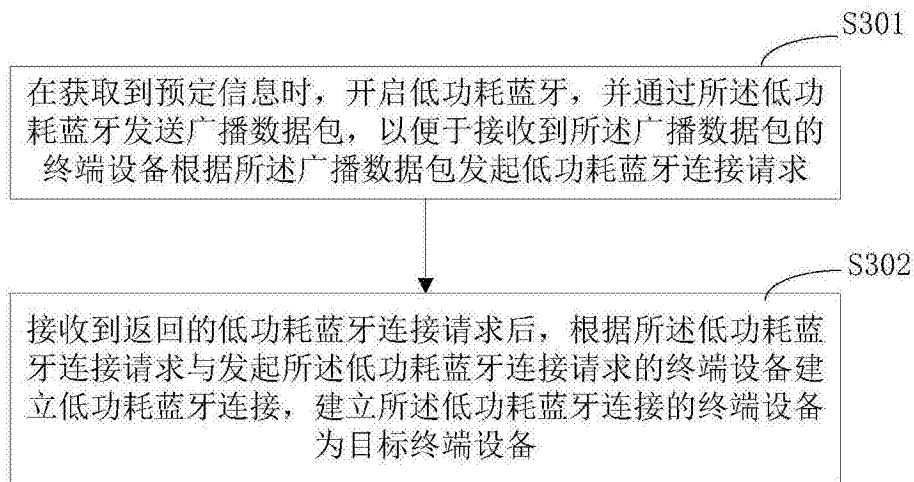 S301
在获取到预定信息时，开启低功耗蓝牙，并通过所述低功
耗蓝牙发送广播数据包，以便于接收到所述广播数据包的
终端设备根据所述广播数据包发起低功耗蓝牙连接请求
S302
接收到返回的低功耗蓝牙连接请求后，根据所述低功耗蓝
牙连接请求与发起所述低功耗蓝牙连接请求的终端设备建
立低功耗蓝牙连接，建立所述低功耗蓝牙连接的终端设备
为目标终端设备